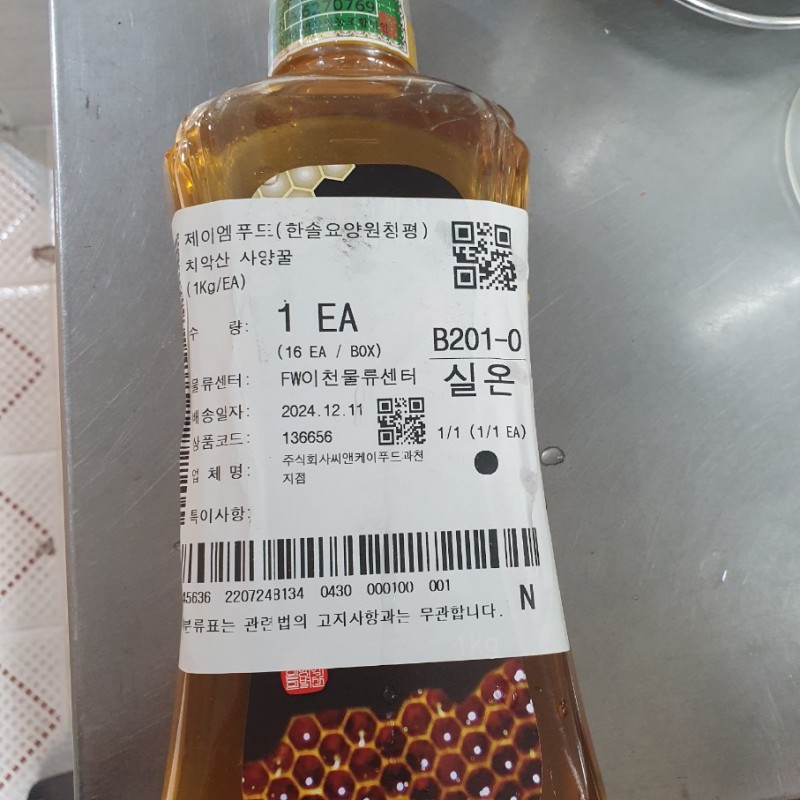 5270769
제이엠푸드(한솔요양원청평)
치악산 사양꿀
(1Kg/EA)
수 량: 1 EA
(16 EA / BOX)
B201-0
실온
물류센터: FW이천물류센터
배송일자: 2024.12.11
상품코드: 136656
1/1 (1/1 EA)
업 체 명: 주식회사씨앤케이푸드과천
지점
특이사항:
45636 2207248134 0430 000100 001
N
분류표는 관련법의 고지사항과는 무관합니다.
1kg